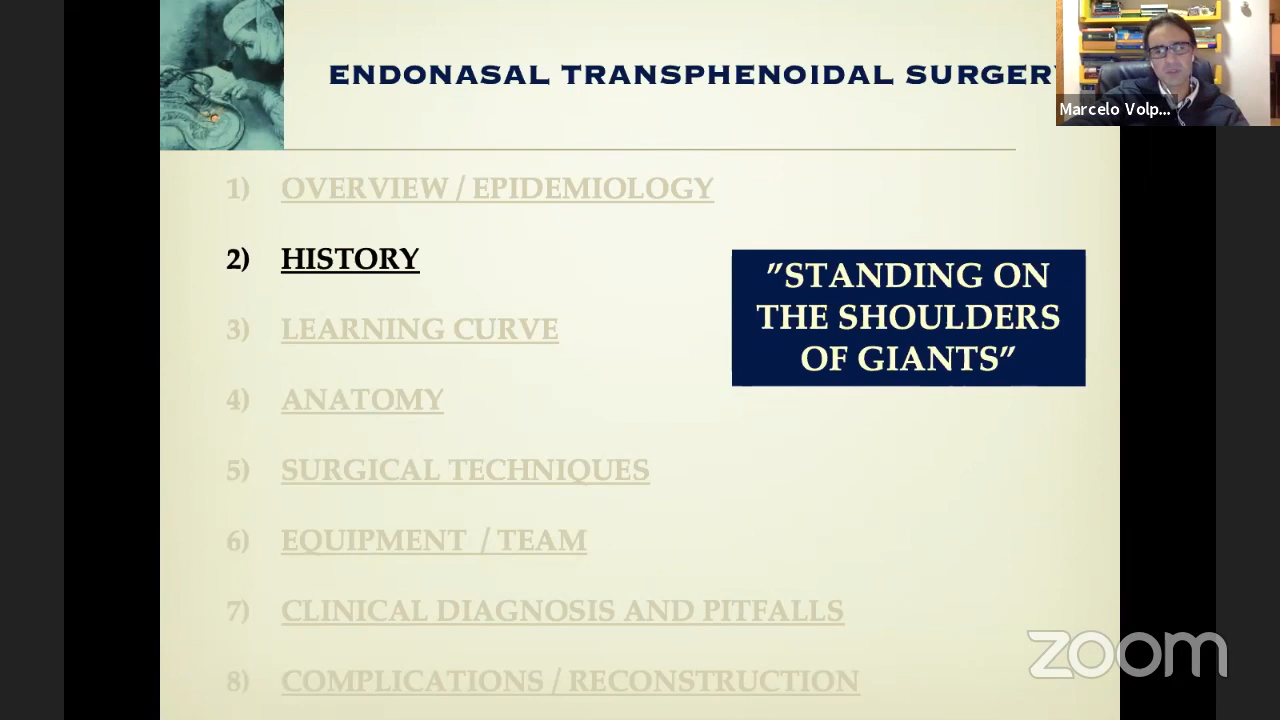 ENDONASAL TRANSPHENOIDAL SURGERY
Marcelo Volp...
1) OVERVIEW / EPIDEMIOLOGY
2) HISTORY
”STANDING ON
THE SHOULDERS
OF GIANTS”
3) LEARNING CURVE
4) ANATOMY
5) SURGICAL TECHNIQUES
6) EQUIPMENT / TEAM
7) CLINICAL DIAGNOSIS AND PITFALLS
8) COMPLICATIONS / RECONSTRUCTION
zoom